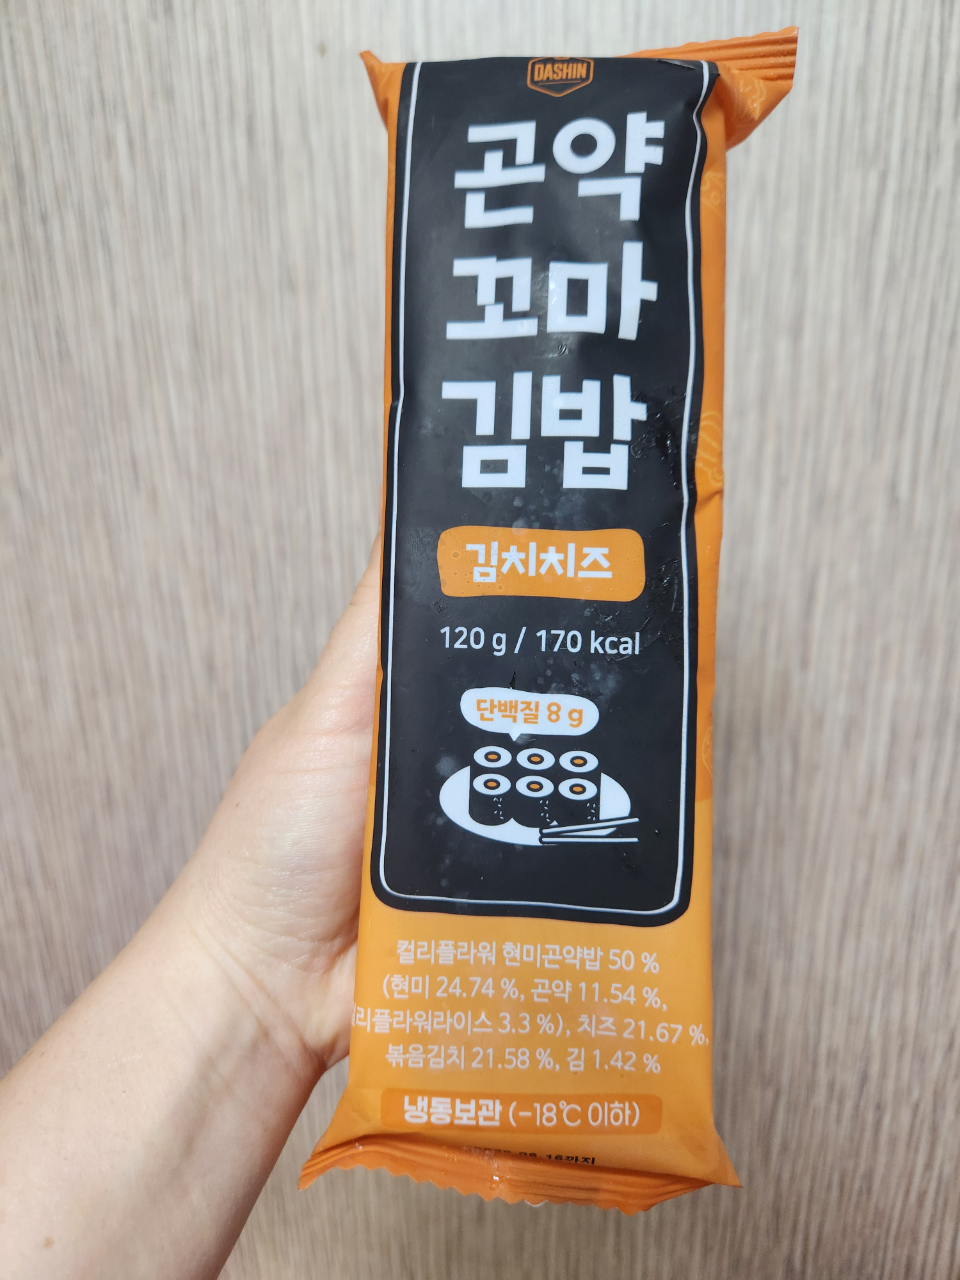 DASHIN
곤약
꼬마
김밥
김치치즈
120 g / 170 kcal
단백질 8 g
컬리플라워 현미곤약밥 50 %
(현미 24.74 %, 곤약 11.54 %,
리플라워라이스 3.3 %), 치즈 21.67 %,
볶음김치 21.58 %, 김 1.42 %
냉동보관 (-18℃ 이하)